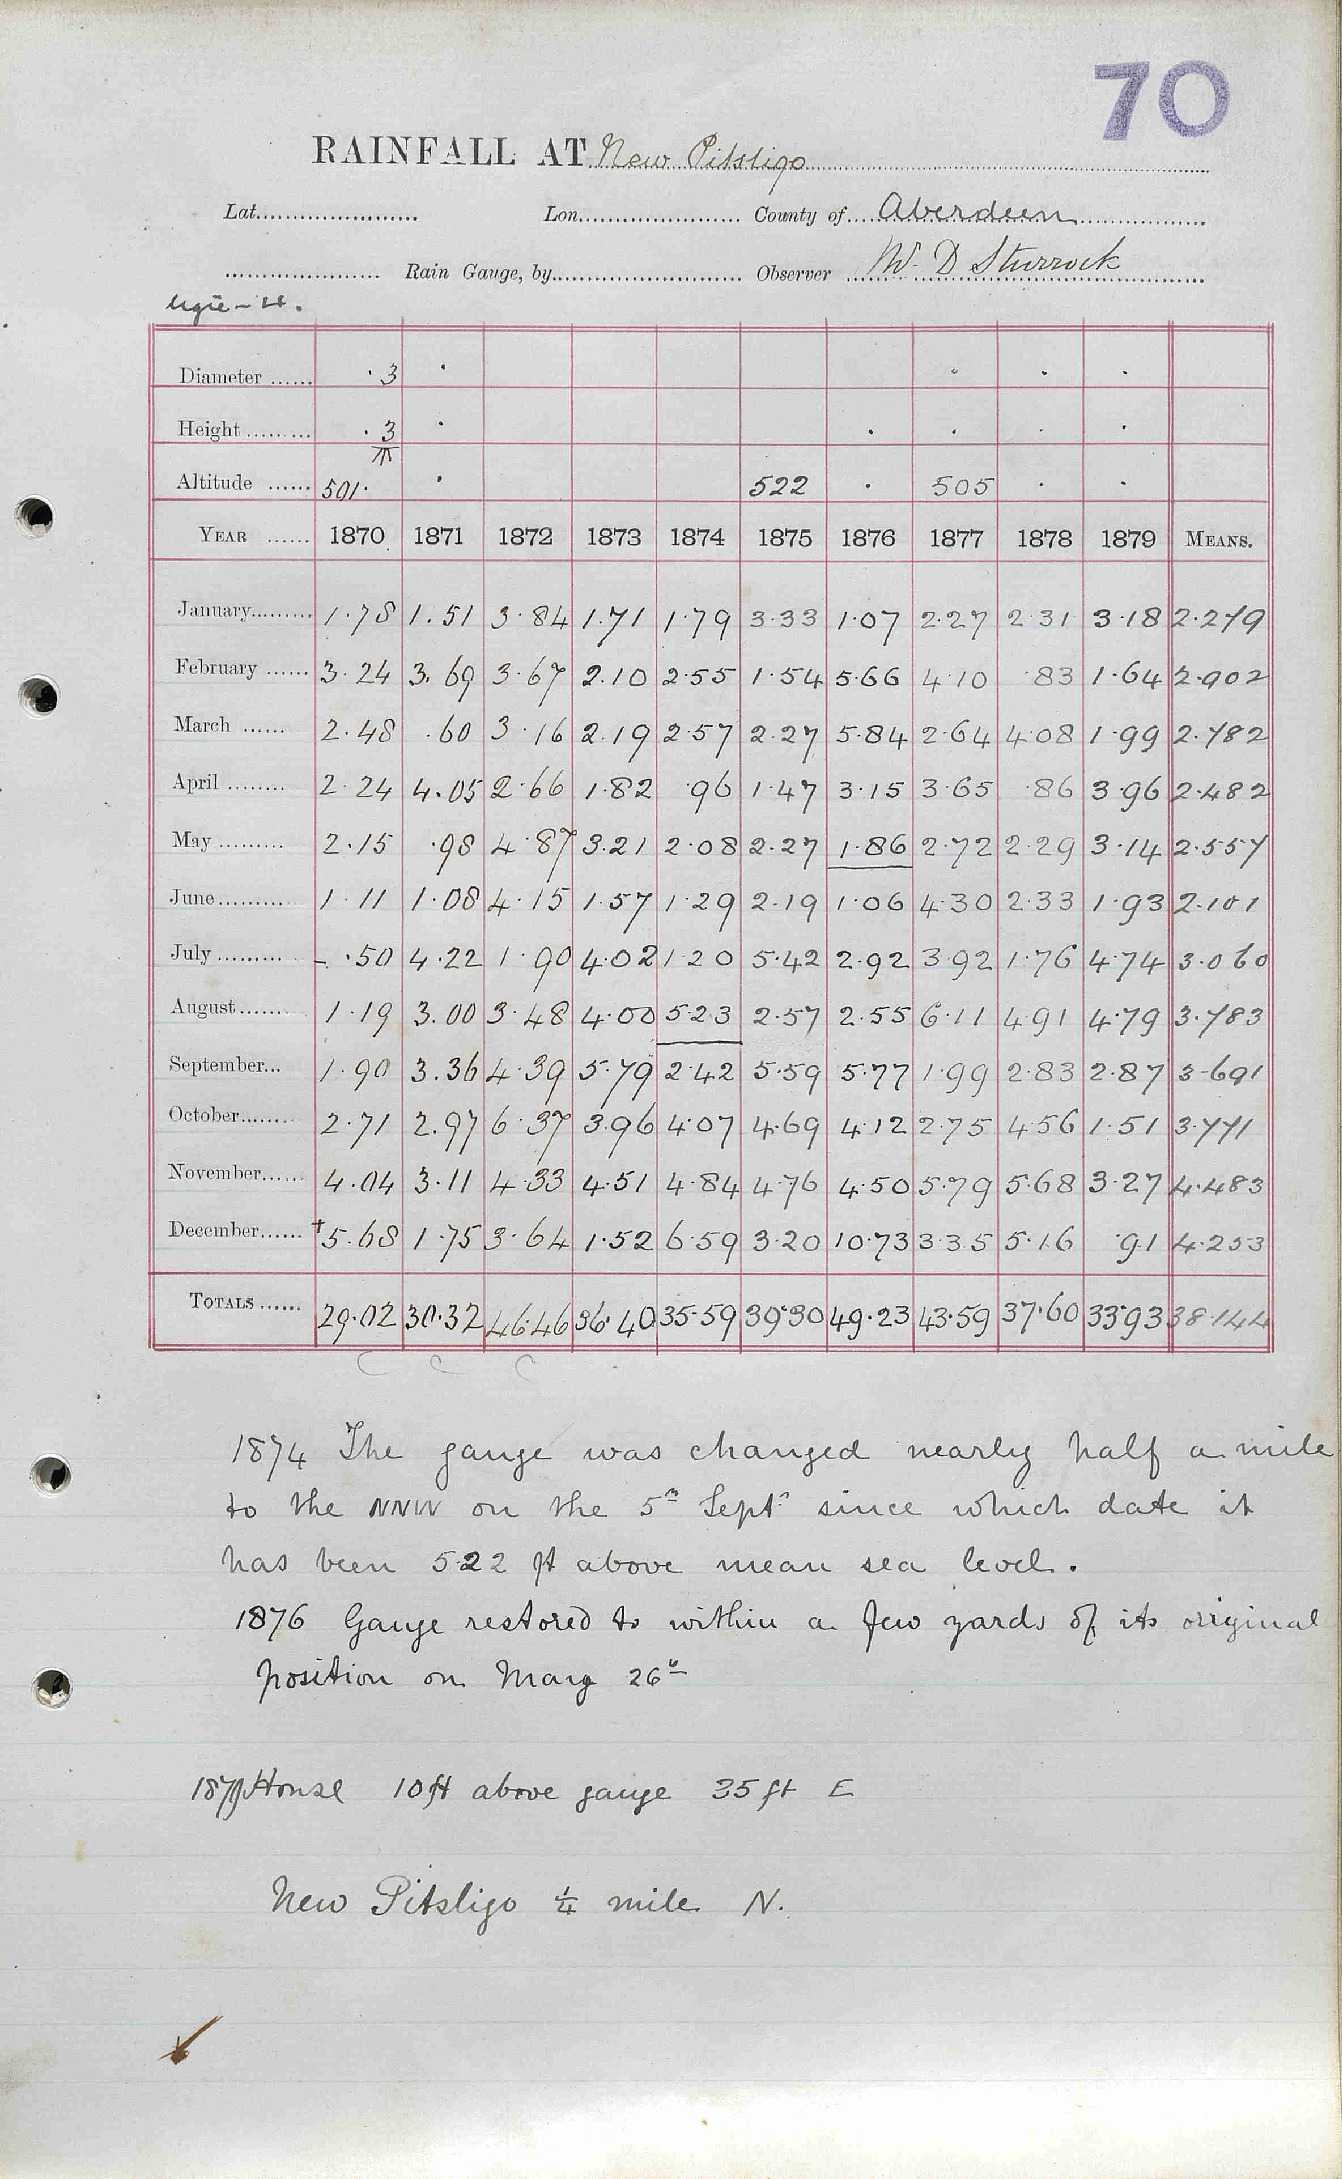 70
RAINFALL AT New Pitsligo
Lat. Lon. County of Aberdeen
Rain Gauge, by Observer W. D Sturrock
Diameter ...... ·3
Height ......... ·3
Altitude ...... 501· 522 505
YEAR ...... 1870 1871 1872 1873 1874 1875 1876 1877 1878 1879 MEANS.
January......... 1·78 1.51 3·84 1.71 1·79 3·33 1·07 2·27 2·31 3·18 2·279
February ...... 3·24 3.69 3·67 2.10 2·55 1·54 5·66 4·10 ·83 1·64 2·902
March ...... 2·48 ·60 3·16 2·19 2·57 2·27 5·84 2·64 4·08 1·99 2·782
April ......... 2·24 4.05 2·66 1·82 ·96 1·47 3·15 3·65 ·86 3·96 2·482
May ......... 2·15 ·98 4·87 3·21 2·08 2·27 1·86 2·72 2·29 3·14 2·557
June......... 1·11 1·08 4·15 1·57 1·29 2·19 1·06 4·30 2·33 1·93 2·101
July ......... ·50 4·22 1·90 4·02 1·20 5·42 2·92 3·92 1·76 4·74 3·060
August......... 1·19 3.00 3·48 4·00 5·23 2·57 2·55 6·11 4·91 4·79 3·783
September... 1·90 3.36 4·39 5·79 2·42 5·59 5·77 1·99 2·83 2·87 3·691
October......... 2·71 2.97 6·37 3·96 4·07 4·69 4·12 2·75 4·56 1·51 3·771
November...... 4·04 3·11 4·33 4·51 4·84 4·76 4·50 5·79 5·68 3·27 4·483
December...... †5·68 1·75 3·64 1·52 6·59 3·20 10·73 3·35 5·16 ·91 4·253
TOTALS ...... 29·02 30·32 46·46 36·40 35·59 39·30 49·23 43·59 37·60 33·93 38·144
1874 The gauge was changed nearly half a mile
to the NNW on the 5th Sept. since which date it
has been 522 ft above mean sea level.
1876 Gauge restored to within a few yards of its original
position on May 26th
1879 House 10ft above gauge 35 ft E
New Pitsligo 1/4 mile N.